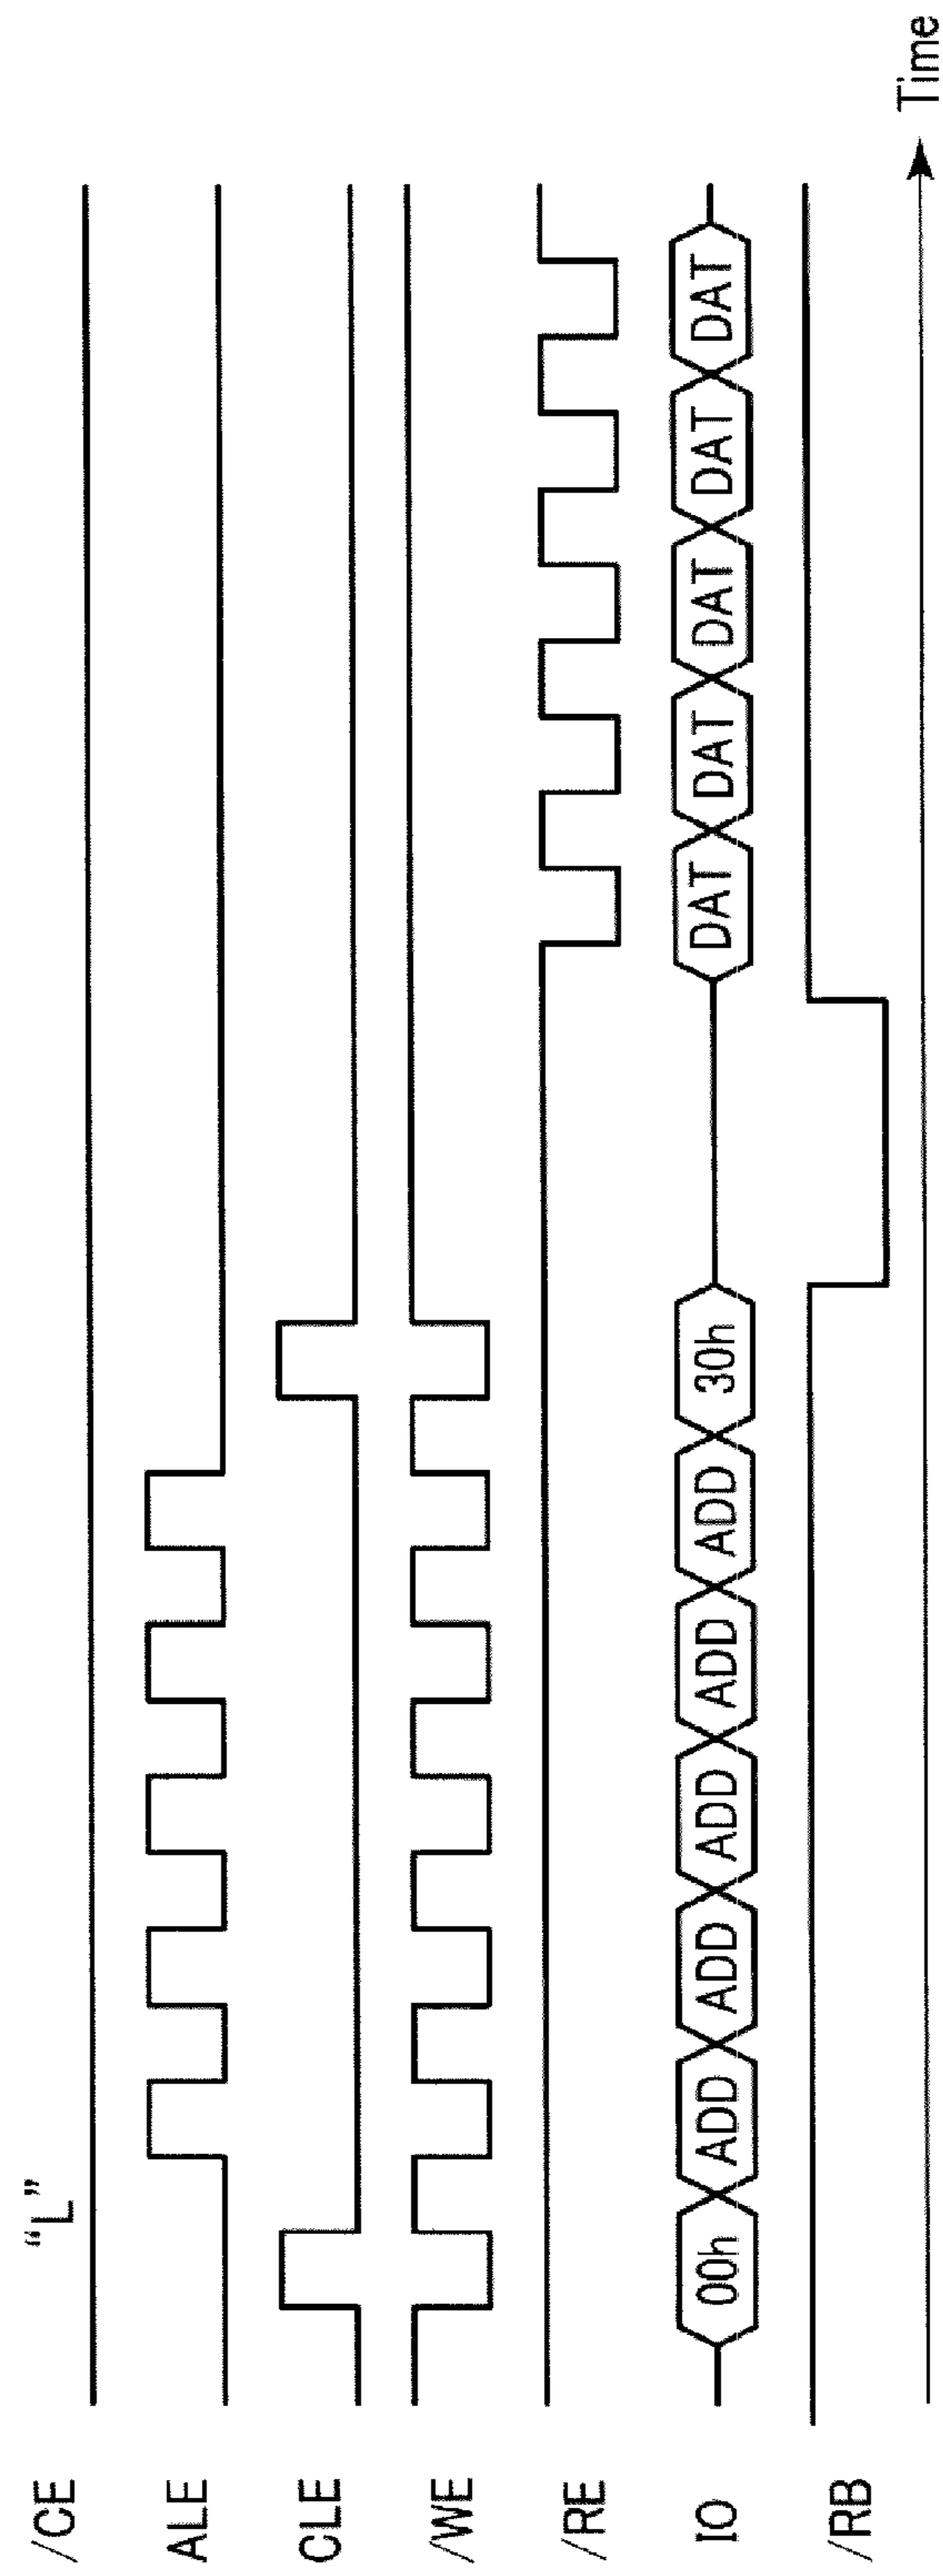 /CE “L”
ALE
CLE
/WE
/RE
IO 00h ADD ADD ADD ADD ADD 30h DAT DAT DAT DAT DAT
/RB
Time